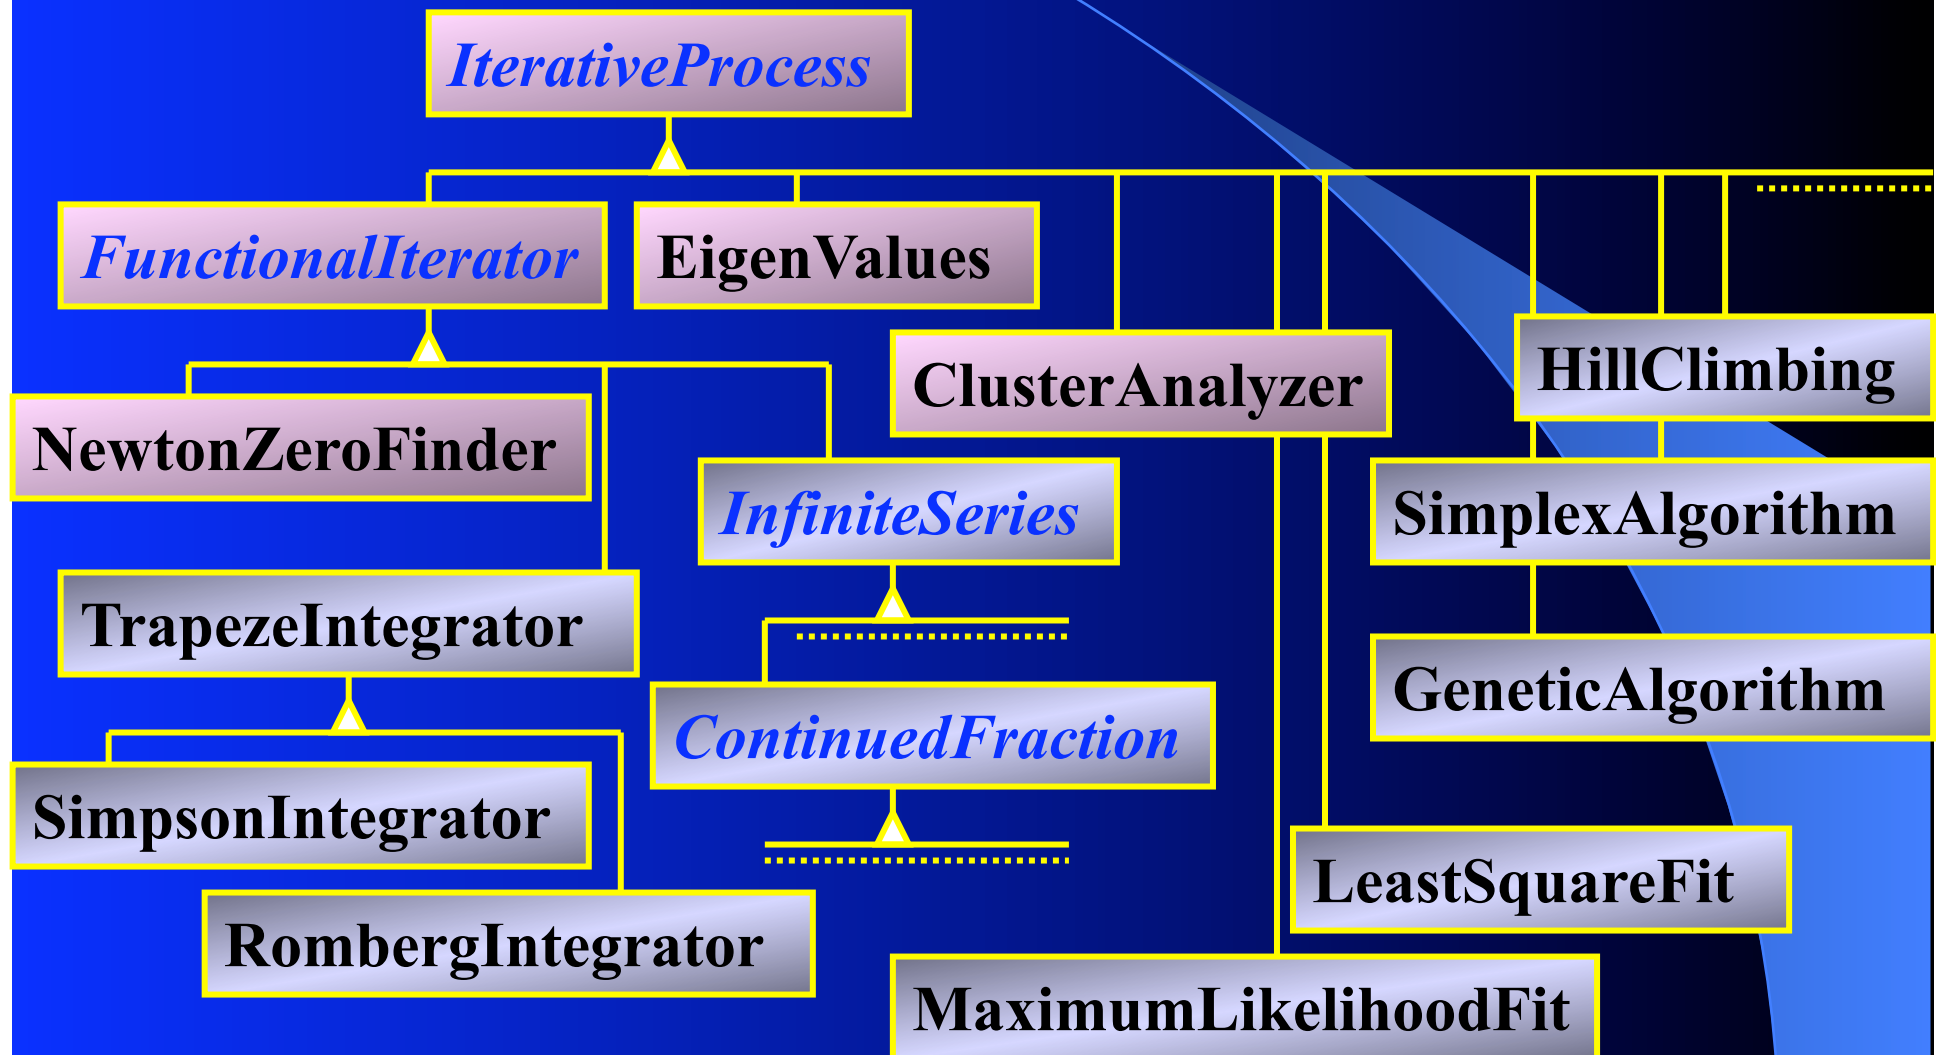 IterativeProcess
FunctionalIterator
EigenValues
ClusterAnalyzer
HillClimbing
NewtonZeroFinder
InfiniteSeries
SimplexAlgorithm
TrapezeIntegrator
GeneticAlgorithm
ContinuedFraction
SimpsonIntegrator
LeastSquareFit
RombergIntegrator
MaximumLikelihoodFit